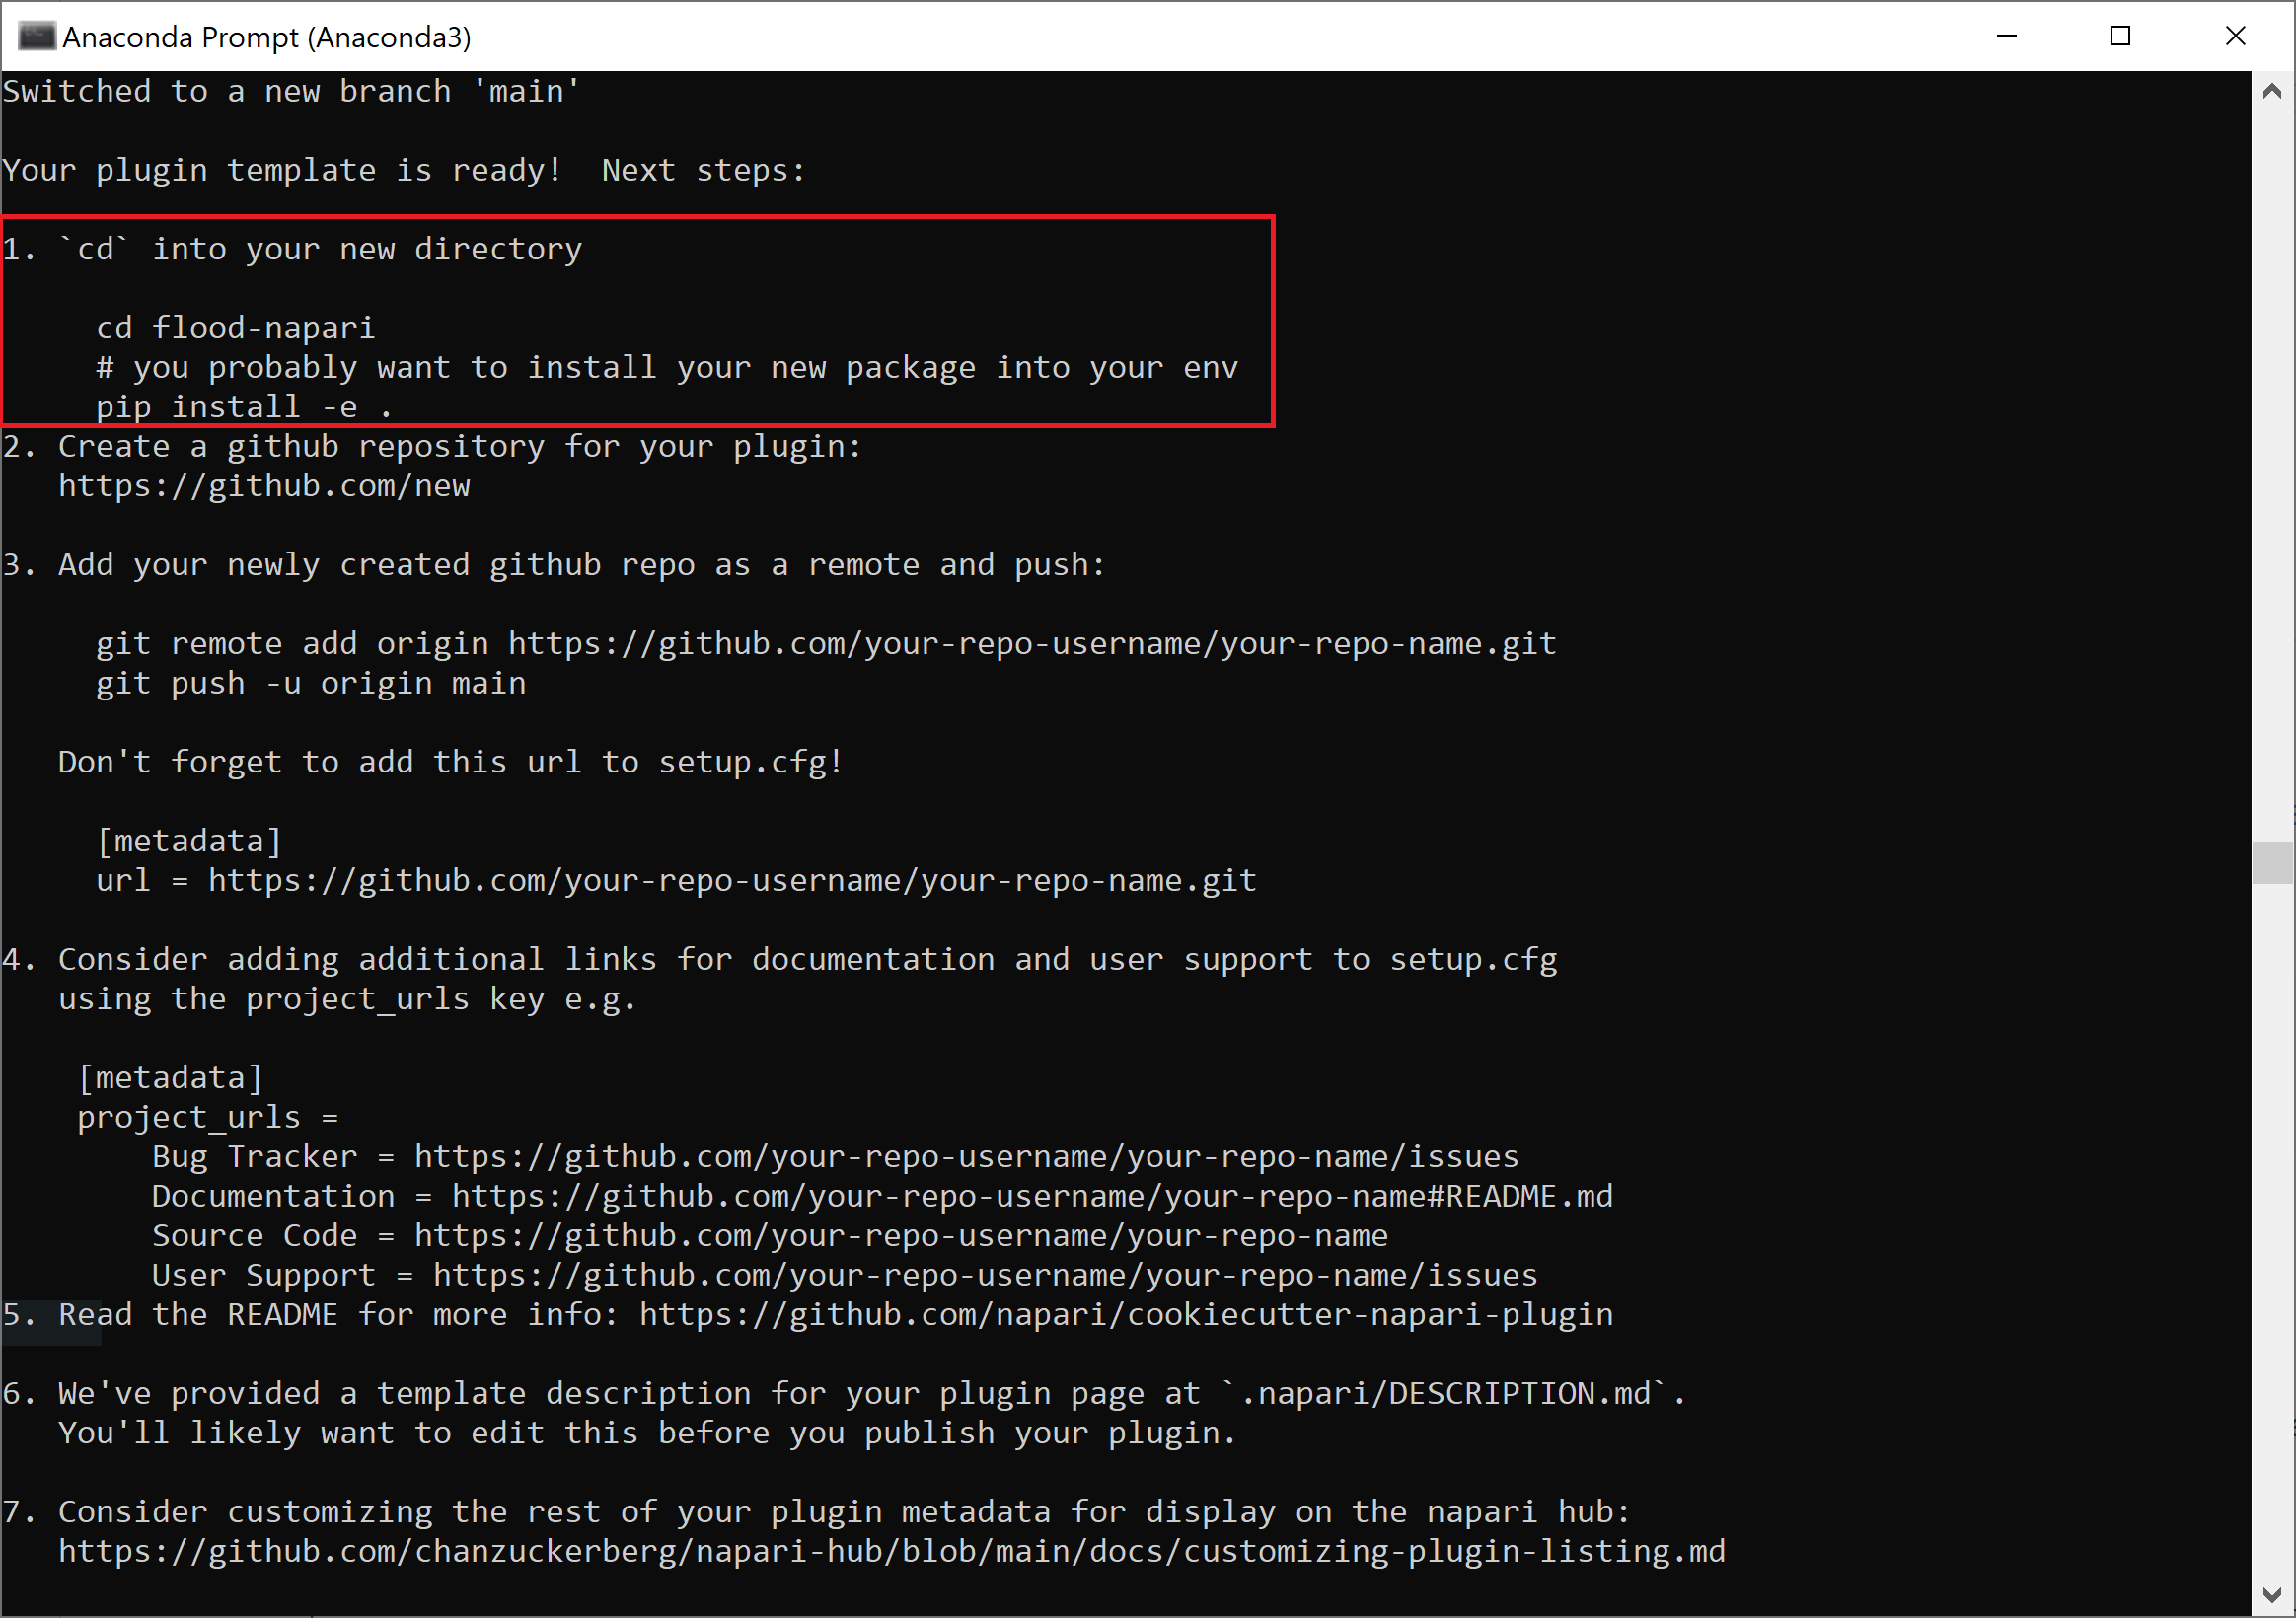 Anaconda Prompt (Anaconda3)
Switched to a new branch 'main'
Your plugin template is ready!  Next steps:
1. `cd` into your new directory
cd flood-napari
# you probably want to install your new package into your env
pip install -e .
2. Create a github repository for your plugin:
https://github.com/new
3. Add your newly created github repo as a remote and push:
git remote add origin https://github.com/your-repo-username/your-repo-name.git
git push -u origin main
Don't forget to add this url to setup.cfg!
[metadata]
url = https://github.com/your-repo-username/your-repo-name.git
4. Consider adding additional links for documentation and user support to setup.cfg
using the project_urls key e.g.
[metadata]
project_urls =
Bug Tracker = https://github.com/your-repo-username/your-repo-name/issues
Documentation = https://github.com/your-repo-username/your-repo-name#README.md
Source Code = https://github.com/your-repo-username/your-repo-name
User Support = https://github.com/your-repo-username/your-repo-name/issues
5. Read the README for more info: https://github.com/napari/cookiecutter-napari-plugin
6. We've provided a template description for your plugin page at `.napari/DESCRIPTION.md`.
You'll likely want to edit this before you publish your plugin.
7. Consider customizing the rest of your plugin metadata for display on the napari hub:
https://github.com/chanzuckerberg/napari-hub/blob/main/docs/customizing-plugin-listing.md